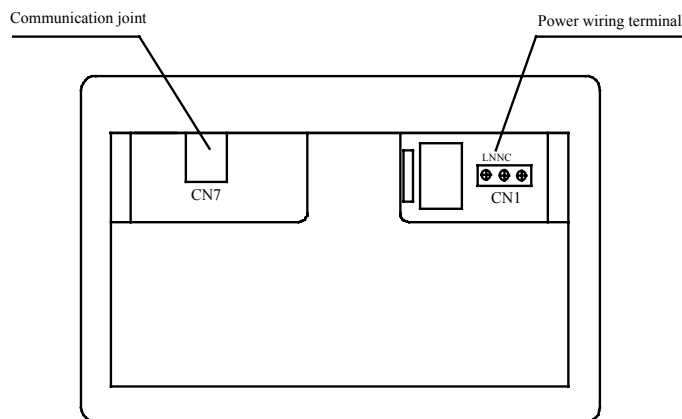 Communication joint
Power wiring terminal
LNNC
CN7
CN1